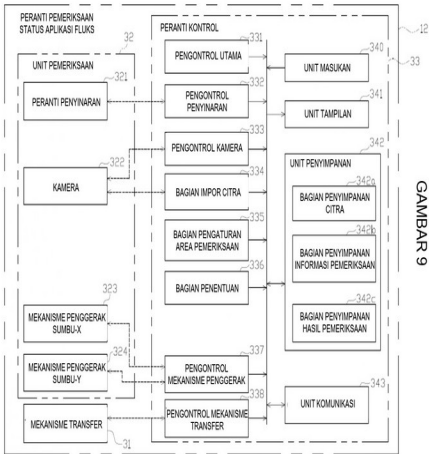 PERANTI PEMERIKSAAN
STATUS APLIKASI FLUKS
32
UNIT PEMERIKSAAN
321
PERANTI PENYINARAN
322
KAMERA
323
MEKANISME PENGGERAK
SUMBU-X
324
MEKANISME PENGGERAK
SUMBU-Y
MEKANISME TRANSFER
31
PERANTI KONTROL
331
PENGONTROL UTAMA
332
PENGONTROL
PENYINARAN
333
PENGONTROL KAMERA
334
BAGIAN IMPOR CITRA
335
BAGIAN PENGATURAN
AREA PEMERIKSAAN
336
BAGIAN PENENTUAN
337
PENGONTROL
MEKANISME PENGGERAK
338
PENGONTROL MEKANISME
TRANSFER
12
33
340
UNIT MASUKAN
341
UNIT TAMPILAN
342
UNIT PENYIMPANAN
342a
BAGIAN PENYIMPANAN
CITRA
342b
BAGIAN PENYIMPAN
INFORMASI PEMERIKSAAN
342c
BAGIAN PENYIMPAN
HASIL PEMERIKSAAN
343
UNIT KOMUNIKASI
GAMBAR 9